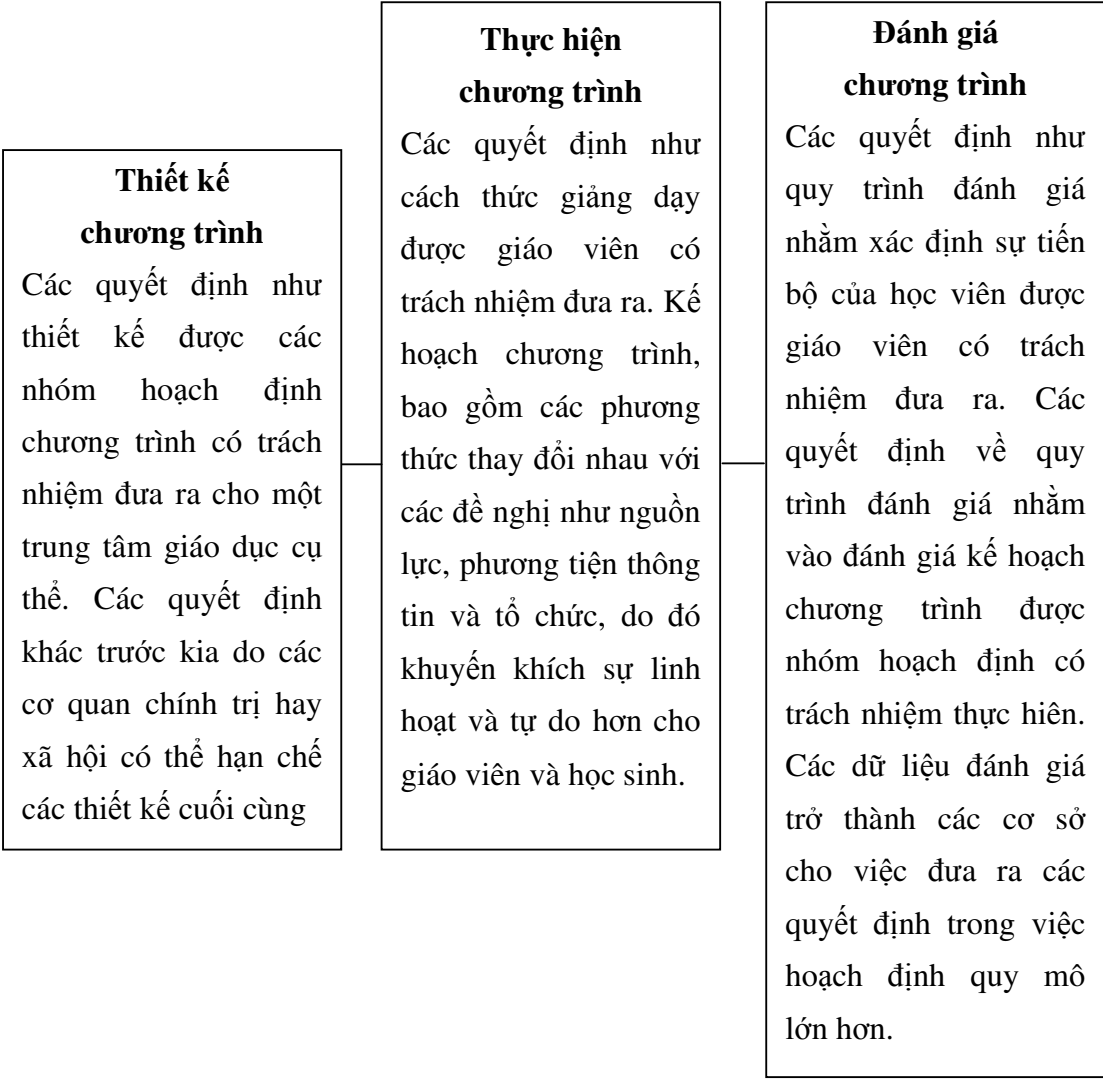 Thiết kế
chương trình
Các quyết định như
thiết kế được các
nhóm hoạch định
chương trình có trách
nhiệm đưa ra cho một
trung tâm giáo dục cụ
thể. Các quyết định
khác trước kia do các
cơ quan chính trị hay
xã hội có thể hạn chế
các thiết kế cuối cùng
Thực hiện
chương trình
Các quyết định như
cách thức giảng dạy
được giáo viên có
trách nhiệm đưa ra. Kế
hoạch chương trình,
bao gồm các phương
thức thay đổi nhau với
các đề nghị như nguồn
lực, phương tiện thông
tin và tổ chức, do đó
khuyến khích sự linh
hoạt và tự do hơn cho
giáo viên và học sinh.
Đánh giá
chương trình
Các quyết định như
quy trình đánh giá
nhằm xác định sự tiến
bộ của học viên được
giáo viên có trách
nhiệm đưa ra. Các
quyết định về quy
trình đánh giá nhằm
vào đánh giá kế hoạch
chương trình được
nhóm hoạch định có
trách nhiệm thực hiên.
Các dữ liệu đánh giá
trở thành các cơ sở
cho việc đưa ra các
quyết định trong việc
hoạch định quy mô
lớn hơn.